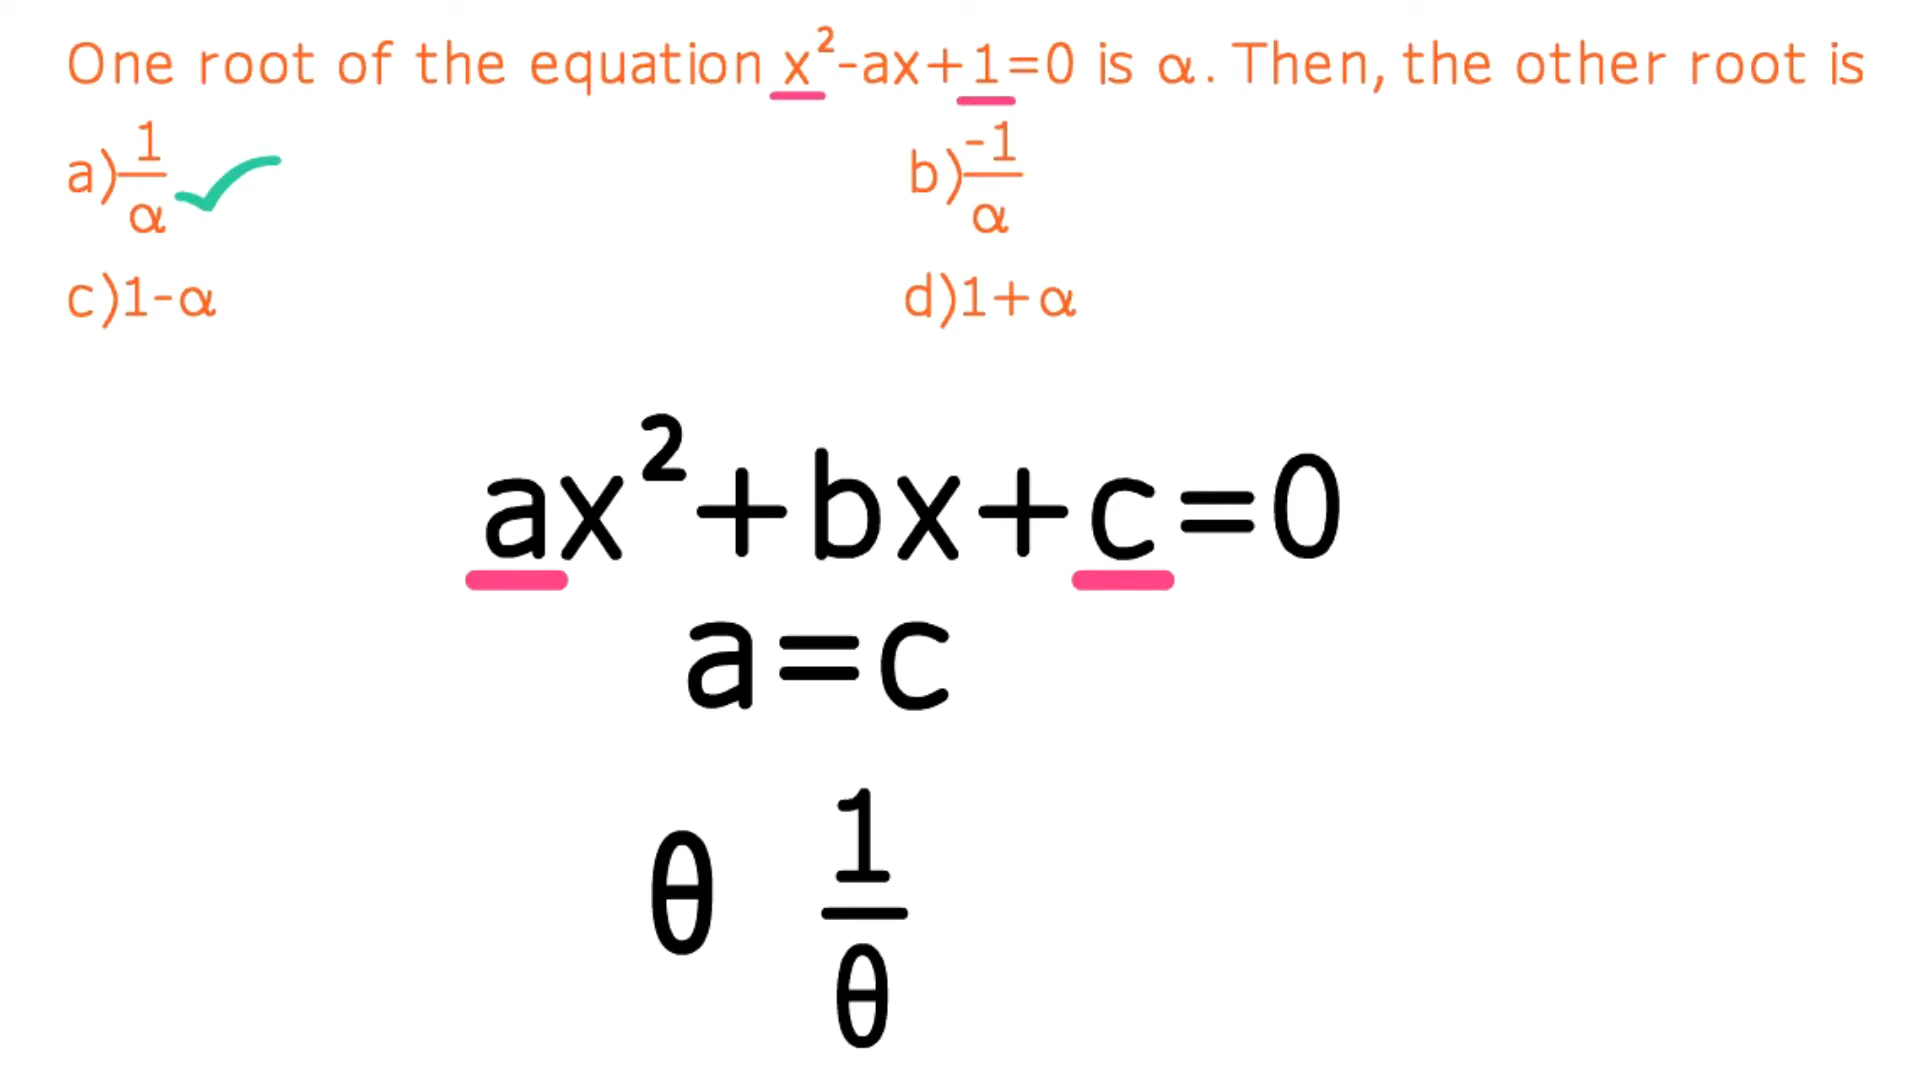 One root of the equation x²-ax+1=0 is α. Then, the other root is
a) 1/α b) -1/α
c)1-α d)1+α
ax²+bx+c=0
a=c
θ 1/θ